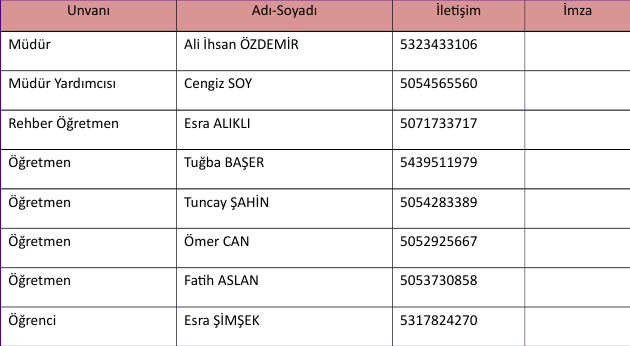 Unvanı Adı-Soyadı İletişim İmza
Müdür Ali İhsan ÖZDEMİR 5323433106
Müdür Yardımcısı Cengiz SOY 5054565560
Rehber Öğretmen Esra ALIKLI 5071733717
Öğretmen Tuğba BAŞER 5439511979
Öğretmen Tuncay ŞAHİN 5054283389
Öğretmen Ömer CAN 5052925667
Öğretmen Fatih ASLAN 5053730858
Öğrenci Esra ŞİMŞEK 5317824270